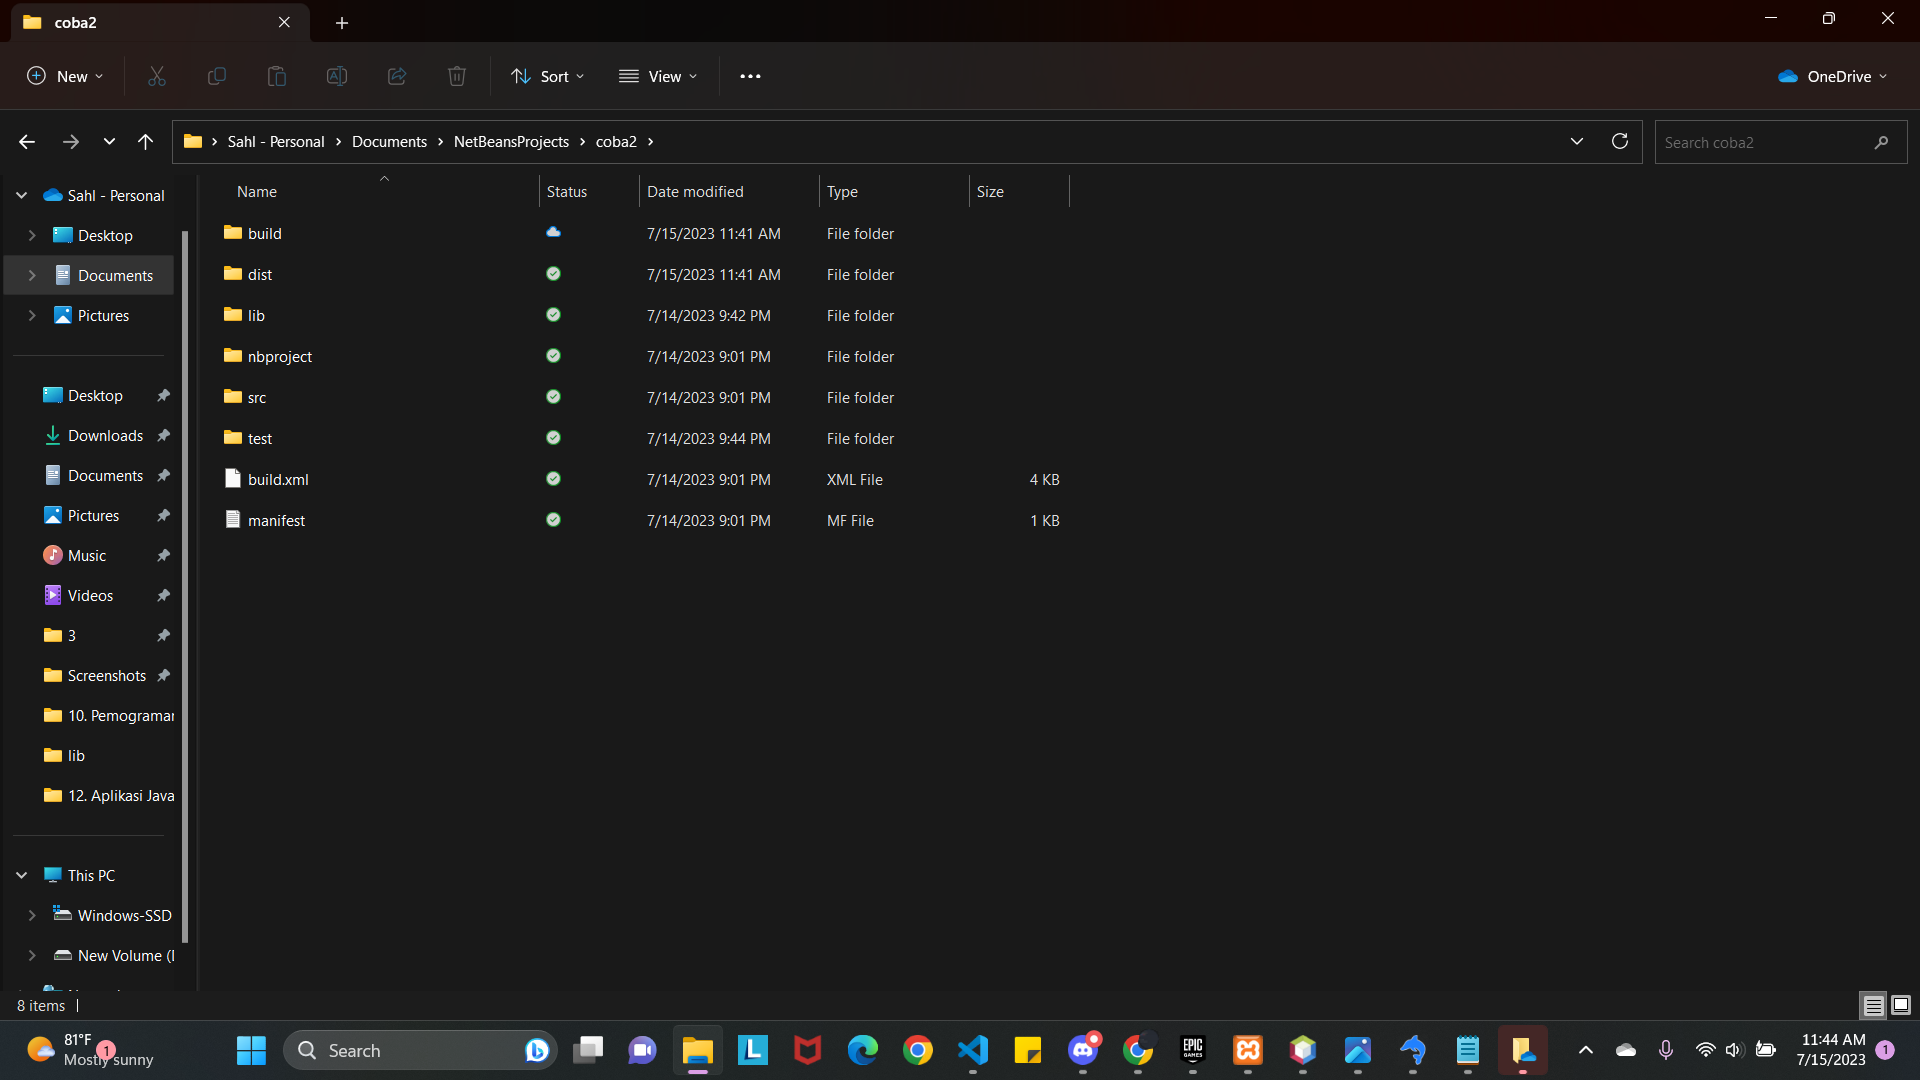 coba2
New
Sort
View
OneDrive
Sahl - Personal
Documents
NetBeansProjects
coba2
Search coba2
Name
Status
Date modified
Type
Size
build 7/15/2023 11:41 AM File folder
dist 7/15/2023 11:41 AM File folder
lib 7/14/2023 9:42 PM File folder
nbproject 7/14/2023 9:01 PM File folder
src 7/14/2023 9:01 PM File folder
test 7/14/2023 9:44 PM File folder
build.xml 7/14/2023 9:01 PM XML File 4 KB
manifest 7/14/2023 9:01 PM MF File 1 KB
Sahl - Personal
Desktop
Documents
Pictures
Desktop
Downloads
Documents
Pictures
Music
Videos
3
Screenshots
10. Pemograman
lib
12. Aplikasi Java
This PC
Windows-SSD
New Volume (
8 items
81°F
1
Mostly sunny
Search
L
EPIC
GAMES
11:44 AM
7/15/2023
1